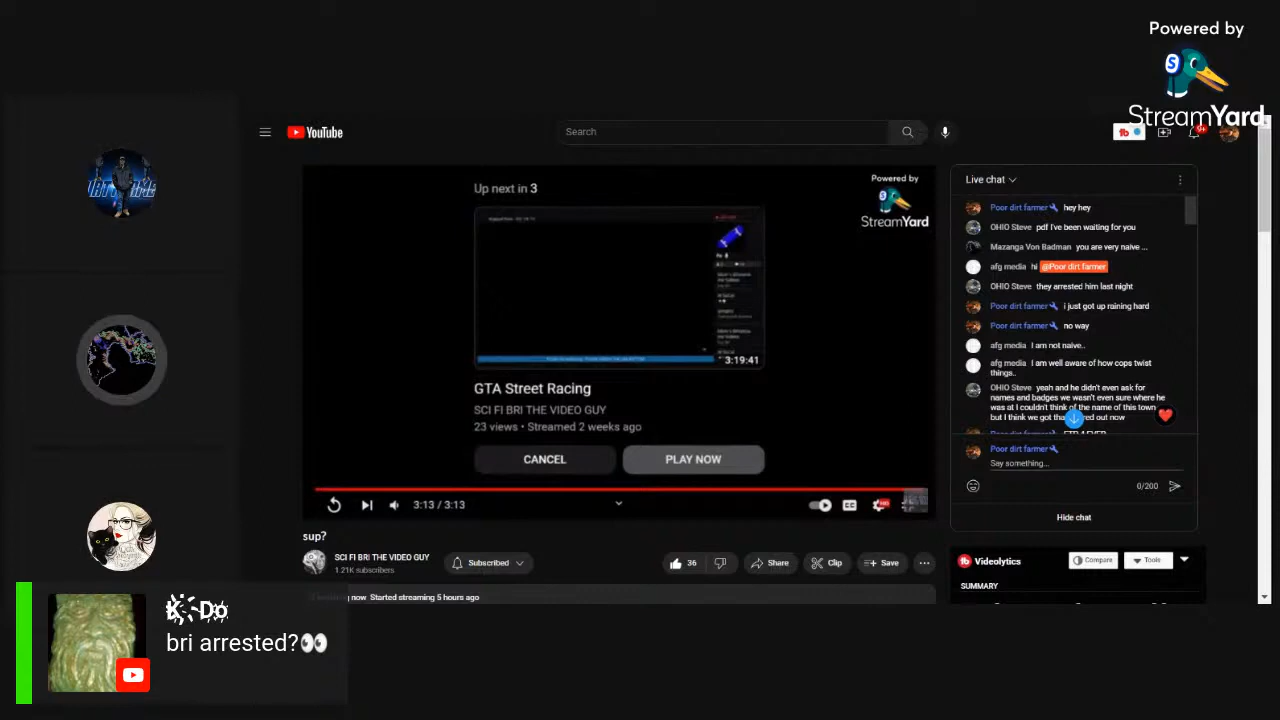 Powered by
StreamYard
YouTube
Search
9+
Up next in 3
Powered by
StreamYard
3:19:41
GTA Street Racing
SCI FI BRI THE VIDEO GUY
23 views • Streamed 2 weeks ago
CANCEL
PLAY NOW
3:13 / 3:13
sup?
SCI FI BRI THE VIDEO GUY
1.21K subscribers
Subscribed
36
Share
Clip
Save
now Started streaming 5 hours ago
Live chat
Poor dirt farmer hey hey
OHIO Steve pdf I've been waiting for you
Mazanga Von Badman you are very naive ...
afg media hi @Poor dirt farmer
OHIO Steve they arrested him last night
Poor dirt farmer i just got up raining hard
Poor dirt farmer no way
afg media I am not naive..
afg media I am well aware of how cops twist
things..
OHIO Steve yeah and he didn't even ask for
names and badges we wasn't even sure where he
was at I couldn't think of the name of this town
but I think we got tha red out now
Poor dirt farmer
Say something...
0/200
Hide chat
Videolytics
Compare
Tools
SUMMARY
K Do
bri arrested?👀